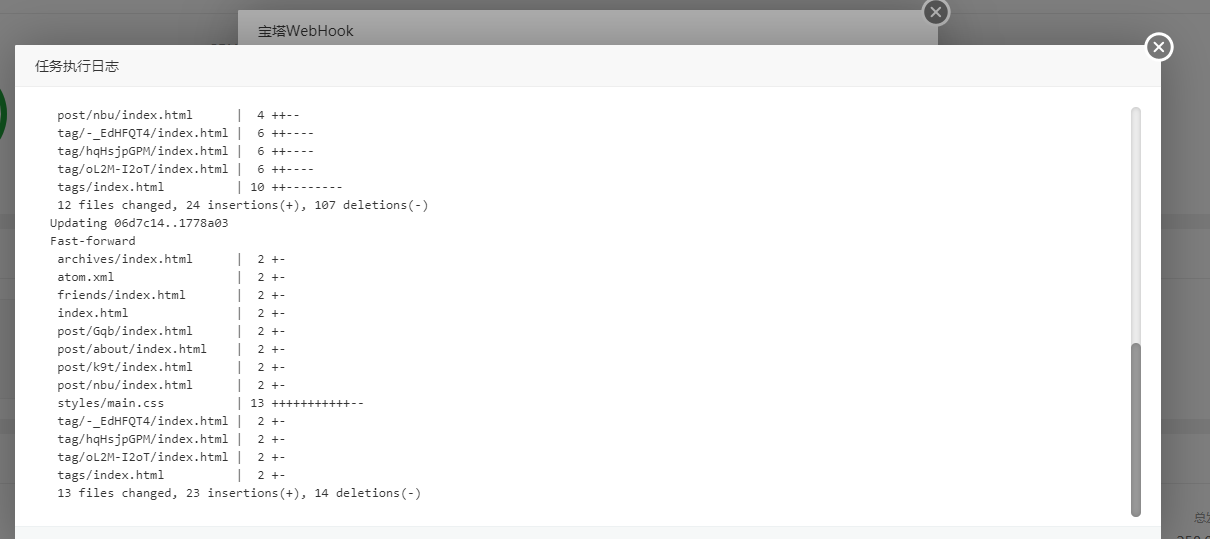 宝塔WebHook
任务执行日志
post/nbu/index.html | 4 ++--
tag/-_EdHFQT4/index.html | 6 ++----
tag/hqHsjpGPM/index.html | 6 ++----
tag/oL2M-I2oT/index.html | 6 ++----
tags/index.html | 10 ++--------
12 files changed, 24 insertions(+), 107 deletions(-)
Updating 06d7c14..1778a03
Fast-forward
archives/index.html | 2 +-
atom.xml | 2 +-
friends/index.html | 2 +-
index.html | 2 +-
post/Gqb/index.html | 2 +-
post/about/index.html | 2 +-
post/k9t/index.html | 2 +-
post/nbu/index.html | 2 +-
styles/main.css | 13 +++++++++++--
tag/-_EdHFQT4/index.html | 2 +-
tag/hqHsjpGPM/index.html | 2 +-
tag/oL2M-I2oT/index.html | 2 +-
tags/index.html | 2 +-
13 files changed, 23 insertions(+), 14 deletions(-)